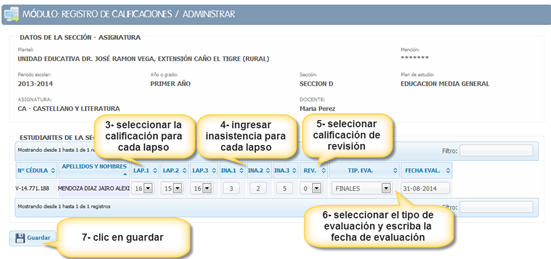 MÓDULO: REGISTRO DE CALIFICACIONES / ADMINISTRAR
DATOS DE LA SECCIÓN - ASIGNATURA
Plantel: Mención:
UNIDAD EDUCATIVA DR. JOSÉ RAMON VEGA, EXTENSIÓN CAÑO EL TIGRE (RURAL) *******
Periodo escolar: Año o grado: Sección: Plan de estudio:
2013-2014 PRIMER AÑO SECCION D EDUCACION MEDIA GENERAL
ASIGNATURA: DOCENTE:
CA - CASTELLANO Y LITERATURA Maria Perez
3- seleccionar la
calificación para
cada lapso
4- ingresar
inasistencia para
cada lapso
5- selecionar
calificación de
revisión
ESTUDIANTES DE LA SE
Mostrando desde 1 hasta 1 de 1 reg Filtro:
Nº CÉDULA APELLIDOS Y NOMBRES LAP.1 LAP.2 LAP.3 INA.1 INA.2 INA.3 REV. TIP. EVA. FECHA EVAL.
V-14.771.188 MENDOZA DIAZ JAIRO ALEXI 16 15 16 3 2 5 0 FINALES 31-08-2014
Mostrando desde 1 hasta 1 de 1 registros Filtro:
6- seleccionar el tipo de
evaluación y escriba la
fecha de evaluación
Guardar
7- clic en guardar